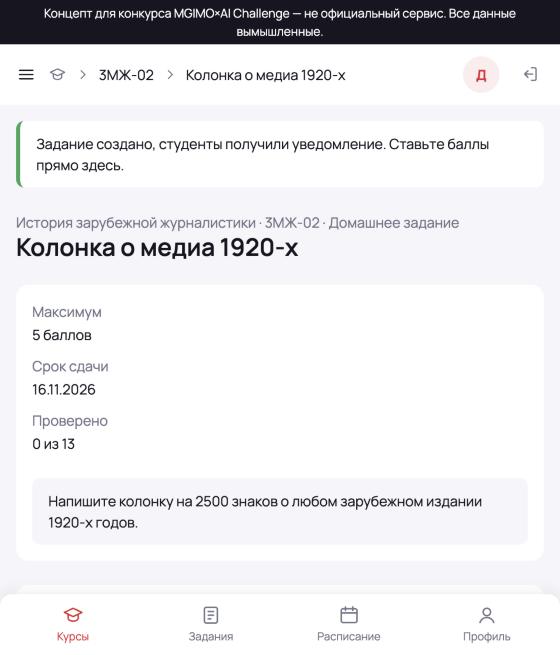 Концепт для конкурса MGIMO×AI Challenge — не официальный сервис. Все данные
вымышленные.
3МЖ-02
Колонка о медиа 1920-х
Д
Задание создано, студенты получили уведомление. Ставьте баллы
прямо здесь.
История зарубежной журналистики · 3МЖ-02 · Домашнее задание
Колонка о медиа 1920-х
Максимум
5 баллов
Срок сдачи
16.11.2026
Проверено
0 из 13
Напишите колонку на 2500 знаков о любом зарубежном издании
1920-х годов.
Курсы
Задания
Расписание
Профиль